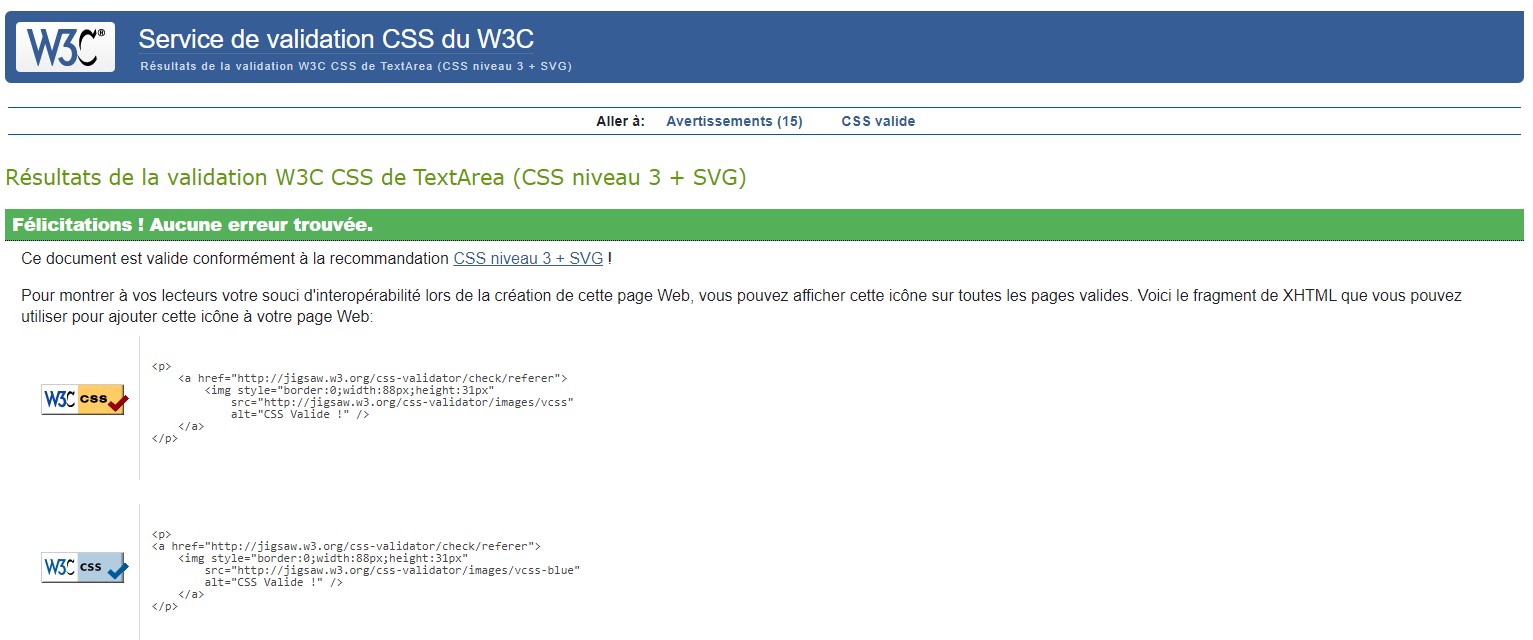 W3C®
Service de validation CSS du W3C
Résultats de la validation W3C CSS de TextArea (CSS niveau 3 + SVG)
Aller à: Avertissements (15) CSS valide
Résultats de la validation W3C CSS de TextArea (CSS niveau 3 + SVG)
Félicitations ! Aucune erreur trouvée.
Ce document est valide conformément à la recommandation CSS niveau 3 + SVG !
Pour montrer à vos lecteurs votre souci d'interopérabilité lors de la création de cette page Web, vous pouvez afficher cette icône sur toutes les pages valides. Voici le fragment de XHTML que vous pouvez
utiliser pour ajouter cette icône à votre page Web:
W3C css
<p>
<a href="http://jigsaw.w3.org/css-validator/check/referer">
<img style="border:0;width:88px;height:31px"
src="http://jigsaw.w3.org/css-validator/images/vcss"
alt="CSS Valide !" />
</a>
</p>
W3C css
<p>
<a href="http://jigsaw.w3.org/css-validator/check/referer">
<img style="border:0;width:88px;height:31px"
src="http://jigsaw.w3.org/css-validator/images/vcss-blue"
alt="CSS Valide !" />
</a>
</p>